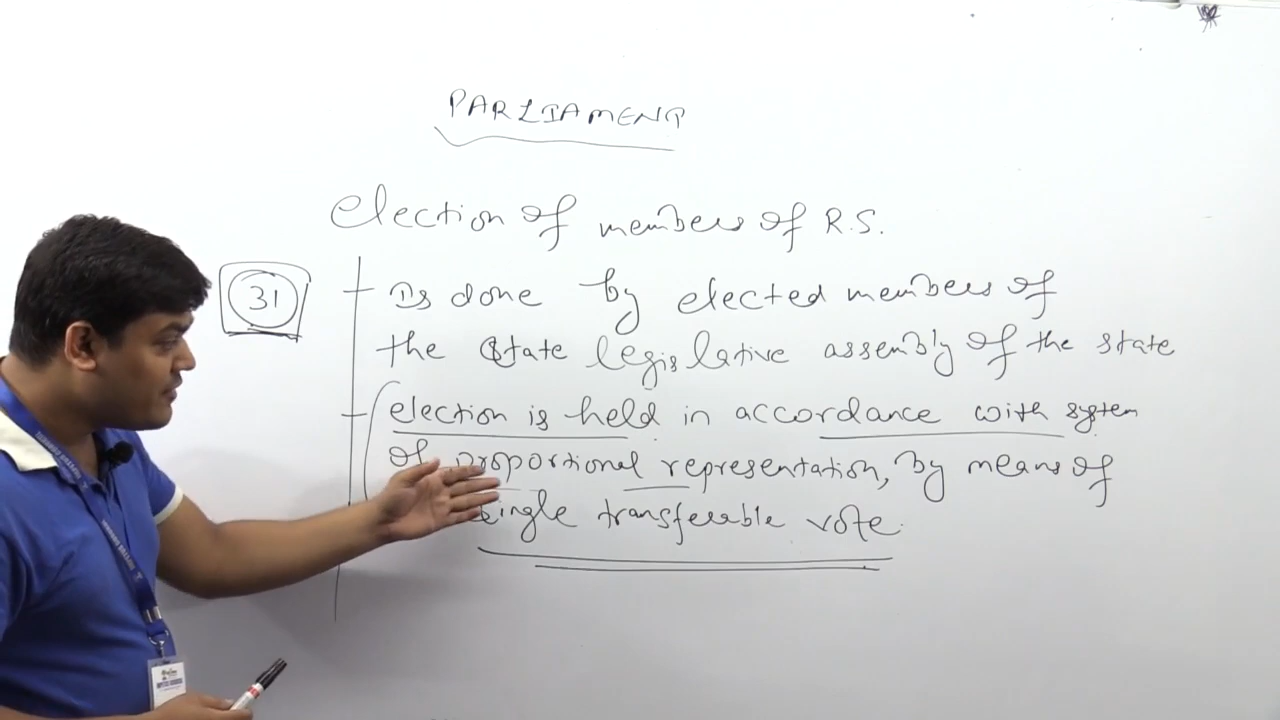 PARLIAMENT
election of members of R.S.
31
Is done by elected members of
the State legislative assembly of the state
election is held in accordance with system
of proportional representation, by means of
single transferable vote.